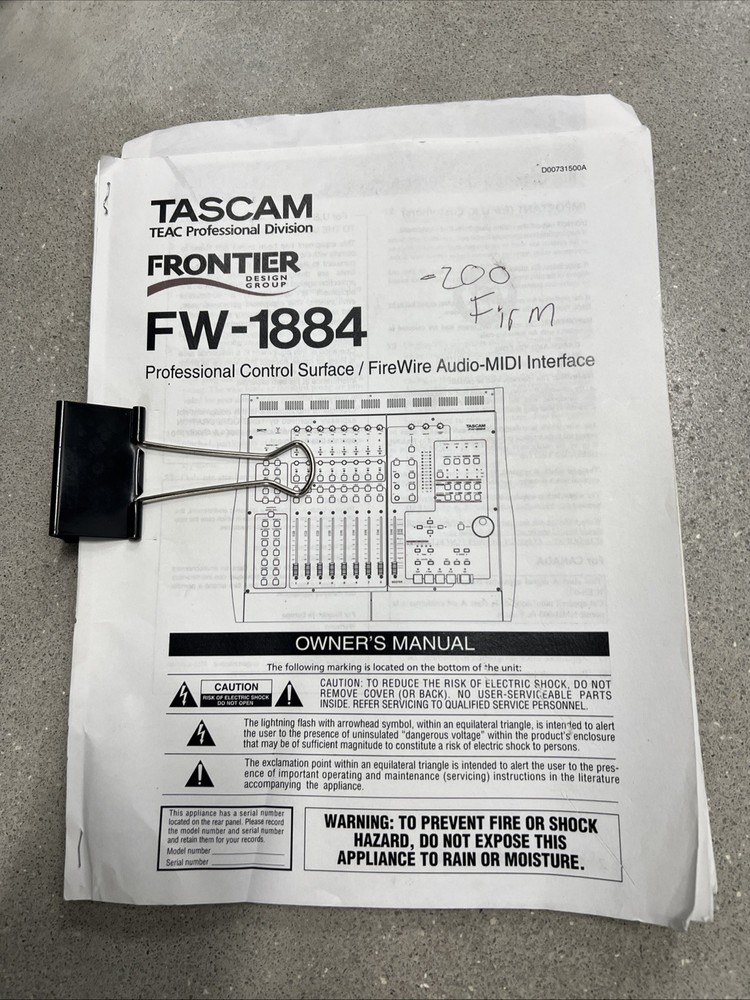 D00731500A
TASCAM
TEAC Professional Division
FRONTIER
DESIGN
GROUP
-200
Firm
FW-1884
Professional Control Surface / FireWire Audio-MIDI Interface
TASCAM
OWNER'S MANUAL
The following marking is located on the bottom of the unit:
CAUTION
RISK OF ELECTRIC SHOCK
DO NOT OPEN
CAUTION: TO REDUCE THE RISK OF ELECTRIC SHOCK, DO NOT
REMOVE COVER (OR BACK). NO USER-SERVICEABLE PARTS
INSIDE. REFER SERVICING TO QUALIFIED SERVICE PERSONNEL.
The lightning flash with arrowhead symbol, within an equilateral triangle, is intended to alert
the user to the presence of uninsulated "dangerous voltage" within the product's enclosure
that may be of sufficient magnitude to constitute a risk of electric shock to persons.
The exclamation point within an equilateral triangle is intended to alert the user to the pres-
ence of important operating and maintenance (servicing) instructions in the literature
accompanying the appliance.
This appliance has a serial number
located on the rear panel. Please record
the model number and serial number
and retain them for your records.
Model number
Serial number
WARNING: TO PREVENT FIRE OR SHOCK
HAZARD, DO NOT EXPOSE THIS
APPLIANCE TO RAIN OR MOISTURE.